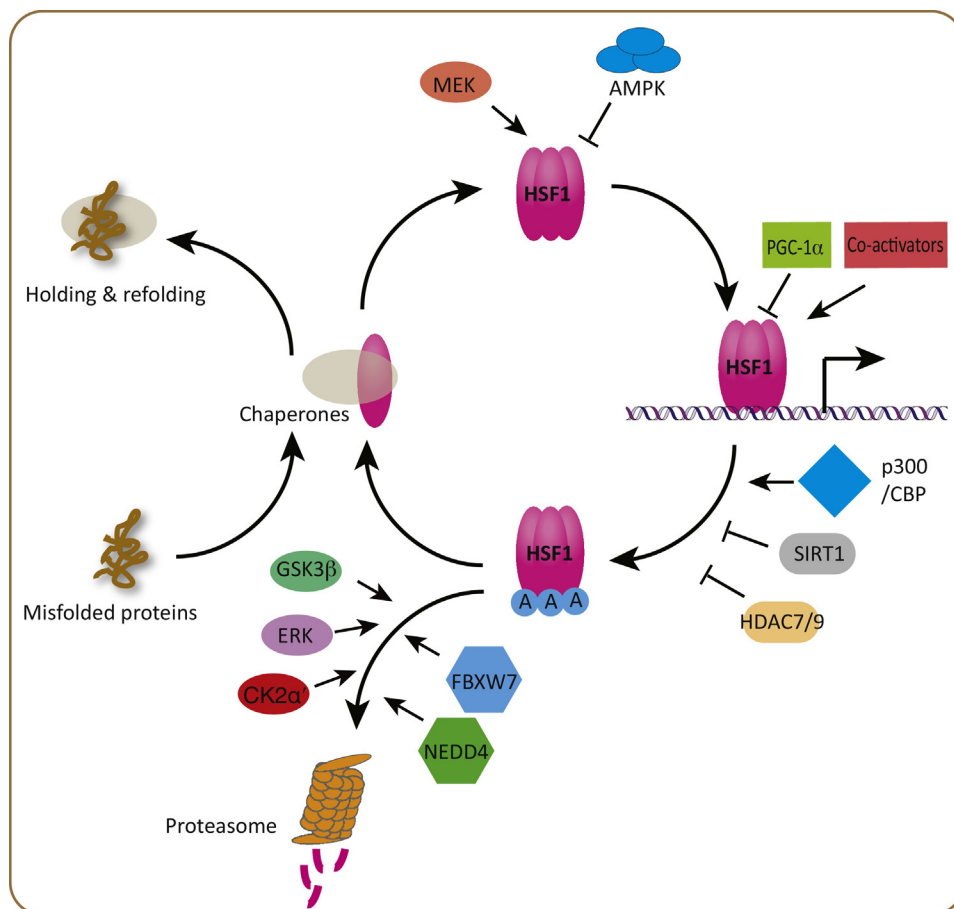 MEK
AMPK
HSF1
PGC-1α
Co-activators
Holding & refolding
HSF1
Chaperones
p300
/CBP
HSF1
SIRT1
A A A
GSK3β
HDAC7/9
Misfolded proteins
ERK
FBXW7
CK2α'
NEDD4
Proteasome